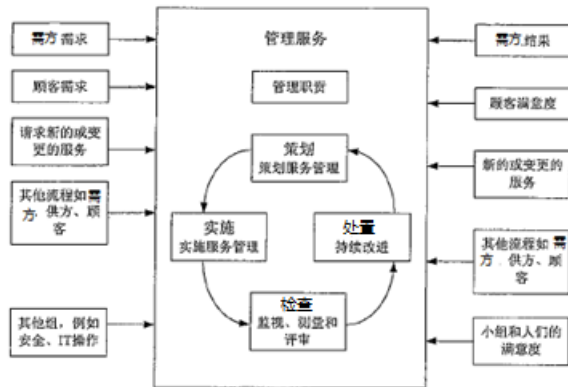 管理服务
需方 需求
顾客需求
请求新的或变
更的服务
其他流程如需
方、供方、顾
客
其他组，例如
安全、IT操作
管理职责
策划
策划服务管理
实施
实施服务管理
处置
持续改进
检查
监视、测量和
评审
需方.结果
顾客满意度
新的或变更的
服务
其他流程如 需
方 、供方、顾
客
小组和人们的
满意度